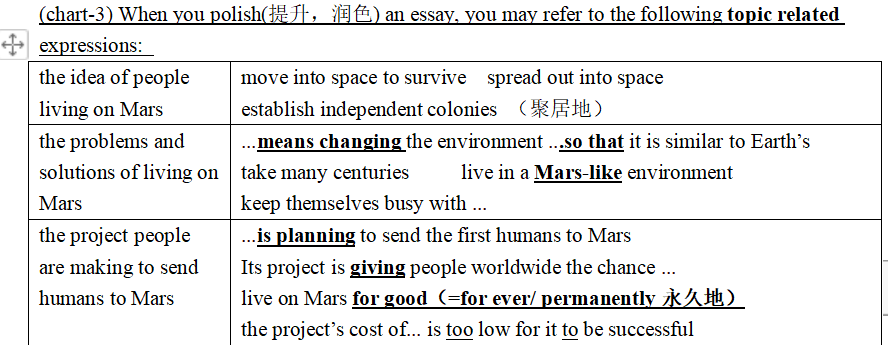 (chart-3) When you polish(提升，润色) an essay, you may refer to the following topic related
expressions:
the idea of people
living on Mars
move into space to survive    spread out into space
establish independent colonies （聚居地）
the problems and
solutions of living on
Mars
...means changing the environment ...so that it is similar to Earth's
take many centuries    live in a Mars-like environment
keep themselves busy with ...
the project people
are making to send
humans to Mars
...is planning to send the first humans to Mars
Its project is giving people worldwide the chance ...
live on Mars for good（=for ever/ permanently 永久地）
the project's cost of... is too low for it to be successful